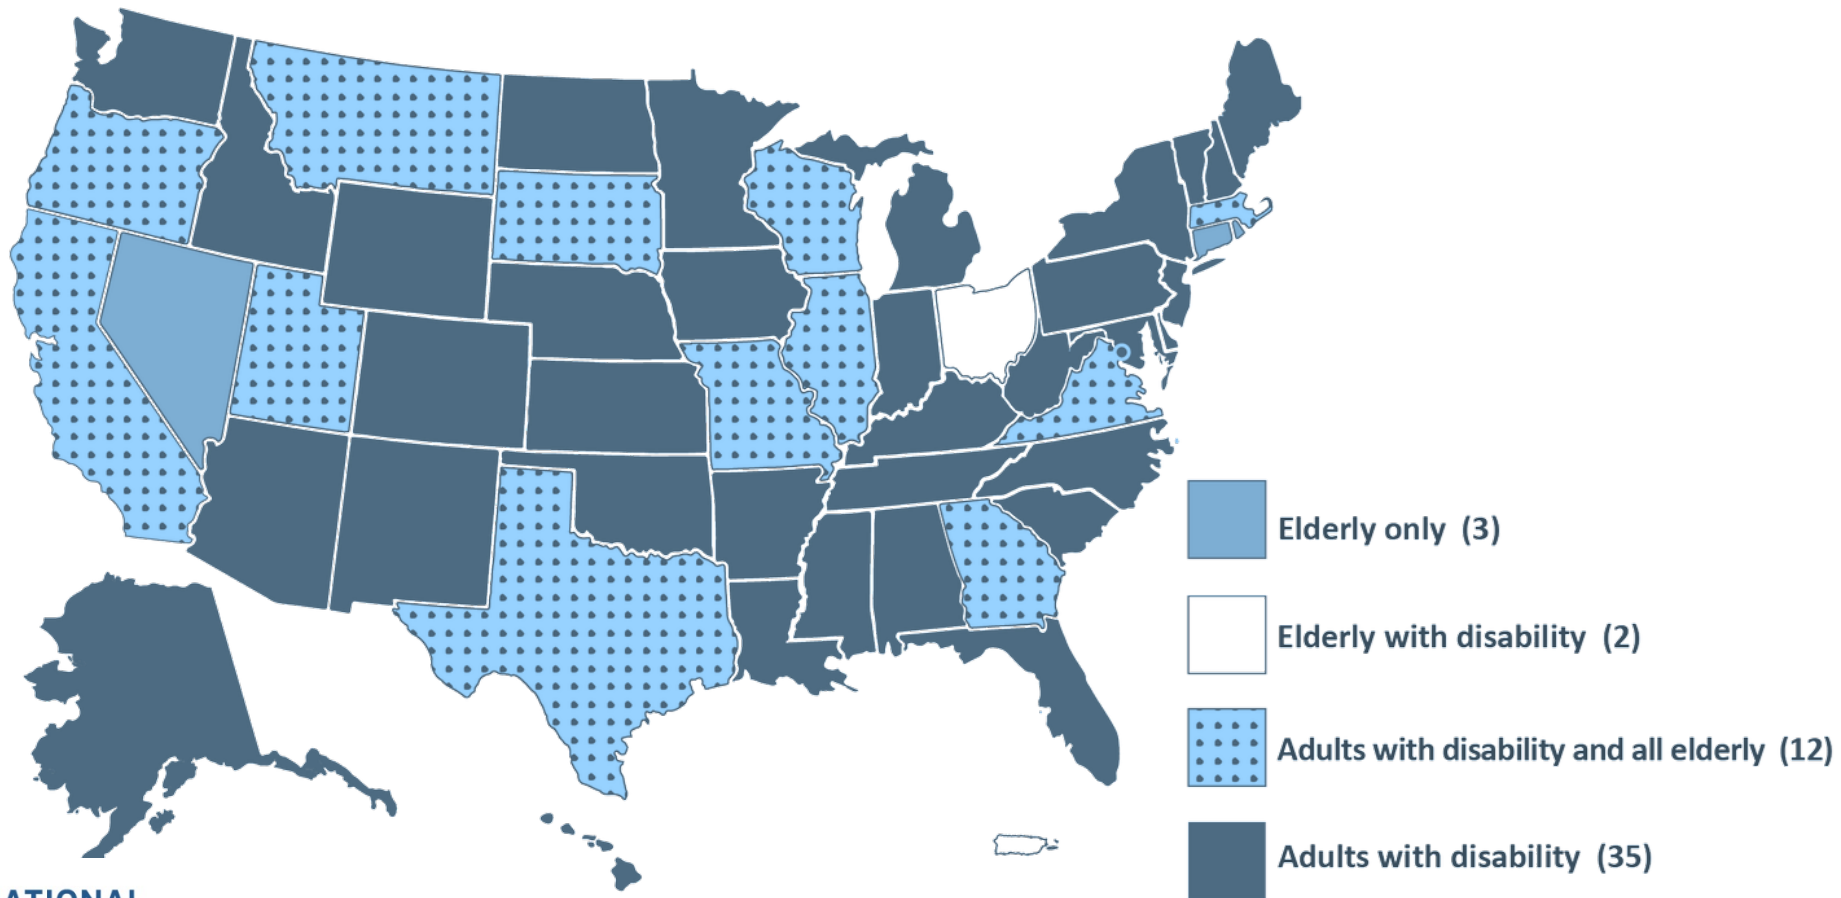 Elderly only (3)
Elderly with disability (2)
Adults with disability and all elderly (12)
Adults with disability (35)